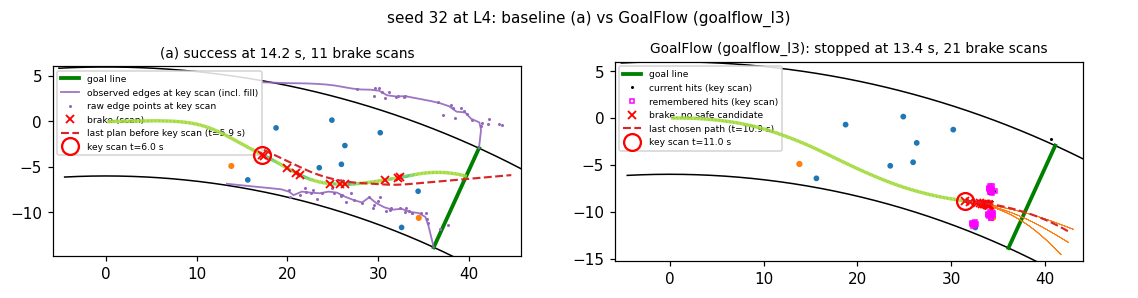 seed 32 at L4: baseline (a) vs GoalFlow (goalflow_l3)
(a) success at 14.2 s, 11 brake scans
goal line
observed edges at key scan (incl. fill)
raw edge points at key scan
brake (scan)
last plan before key scan (t=5.9 s)
key scan t=6.0 s
5
0
−5
−10
0
10
20
30
40
GoalFlow (goalflow_l3): stopped at 13.4 s, 21 brake scans
goal line
current hits (key scan)
remembered hits (key scan)
brake: no safe candidate
last chosen path (t=10.9 s)
key scan t=11.0 s
5
0
−5
−10
−15
0
10
20
30
40